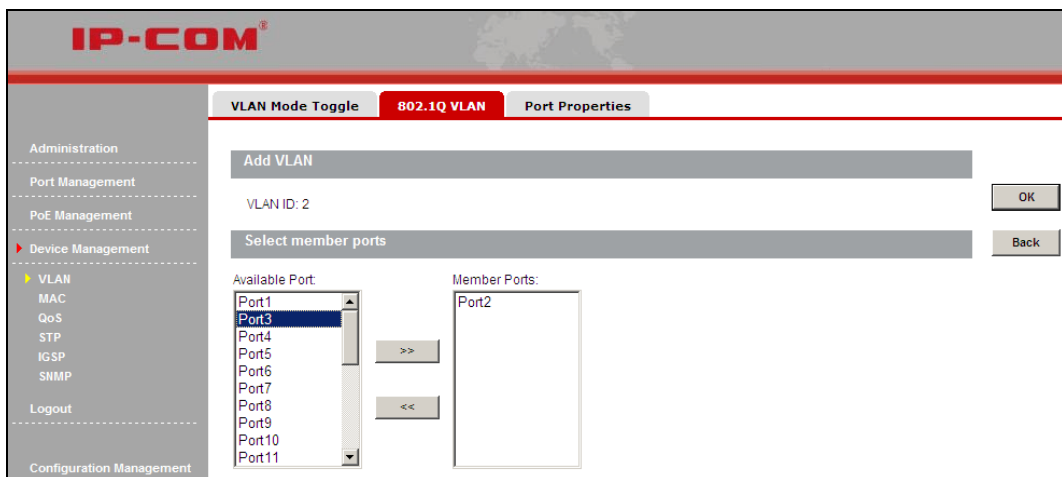 IP-COM®
VLAN Mode Toggle
802.1Q VLAN
Port Properties
Administration
Port Management
PoE Management
Device Management
VLAN
MAC
QoS
STP
IGSP
SNMP
Logout
Configuration Management
Add VLAN
VLAN ID: 2
OK
Select member ports
Back
Available Port:
Member Ports:
Port1
Port3
Port4
Port5
Port6
Port7
Port8
Port9
Port10
Port11
>>
<<
Port2